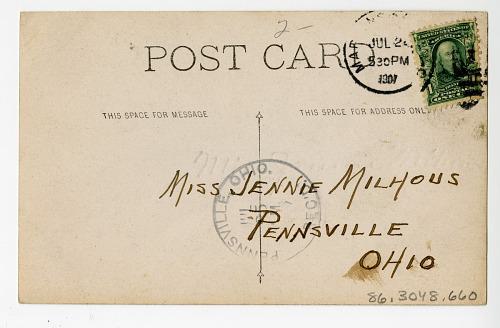 2-
POST CARD
JUL 24
530PM
1907
THIS SPACE FOR MESSAGE
THIS SPACE FOR ADDRESS ONLY
PENNSVILLE, OHIO.
MISS JENNIE MILHOUS
PENNSVILLE
OHIO
86.3048.660